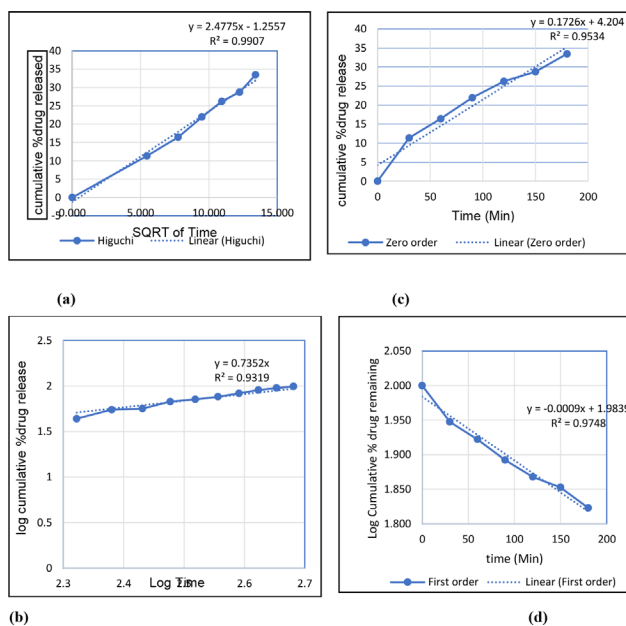 y = 2.4775x - 1.2557
R² = 0.9907
cumulative %drug released
40
35
30
25
20
15
10
5
0
-5
0.000 5.000 10.000 15.000
SQRT of Time
Higuchi Linear (Higuchi)
(a)
y = 0.1726x + 4.204
R² = 0.9534
cumulative %drug release
35
30
25
20
15
10
5
0
0 50 100 150 200
Time (Min)
Zero order Linear (Zero order)
(c)
y = 0.7352x
R² = 0.9319
log cumulative %drug release
2.5
2
1.5
1
0.5
0
2.3 2.4 2.5 2.6 2.7
Log Time
(b)
y = -0.0009x + 1.9839
R² = 0.9748
Log Cumulative % drug remaining
2.050
2.000
1.950
1.900
1.850
1.800
0 50 100 150 200
time (Min)
First order Linear (First order)
(d)